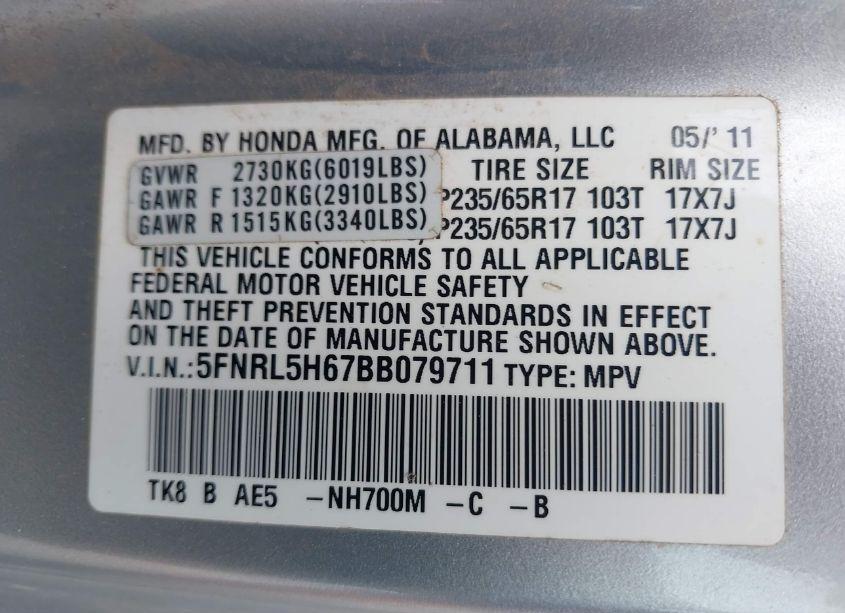 MFD. BY HONDA MFG. OF ALABAMA, LLC 05/' 11
GVWR 2730KG(6019LBS) TIRE SIZE RIM SIZE
GAWR F 1320KG(2910LBS) P235/65R17 103T 17X7J
GAWR R 1515KG(3340LBS) P235/65R17 103T 17X7J
THIS VEHICLE CONFORMS TO ALL APPLICABLE
FEDERAL MOTOR VEHICLE SAFETY
AND THEFT PREVENTION STANDARDS IN EFFECT
ON THE DATE OF MANUFACTURE SHOWN ABOVE.
V.I.N.:5FNRL5H67BB079711 TYPE: MPV
TK8 B AE5 -NH700M -C -B